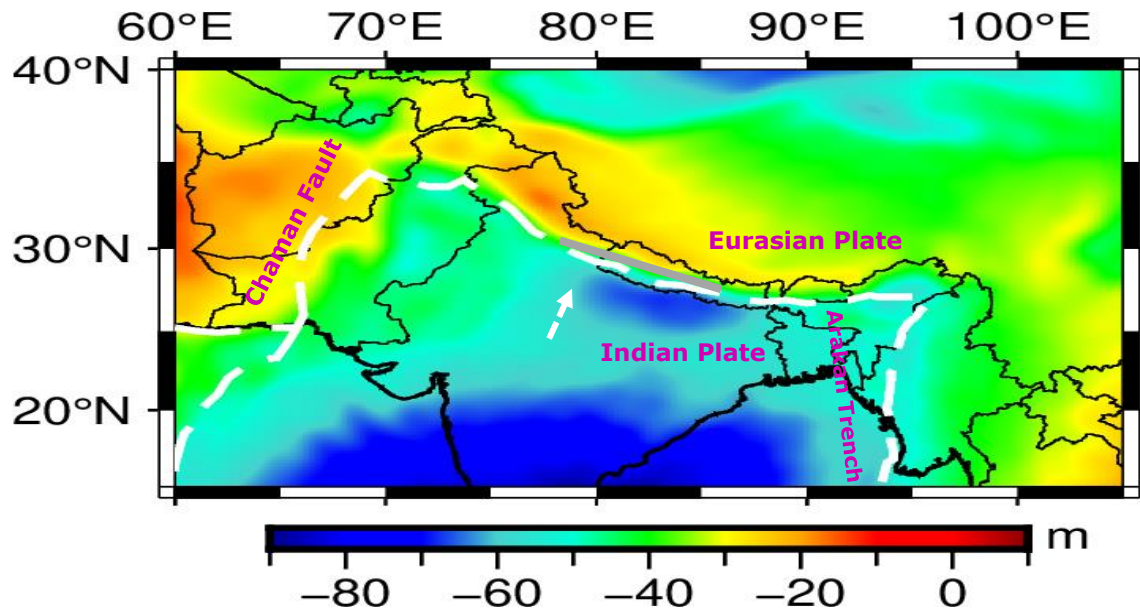 60°E 70°E 80°E 90°E 100°E
40°N
30°N
20°N
Chaman Fault
Eurasian Plate
Indian Plate
Arakan Trench
m
−80 −60 −40 −20 0